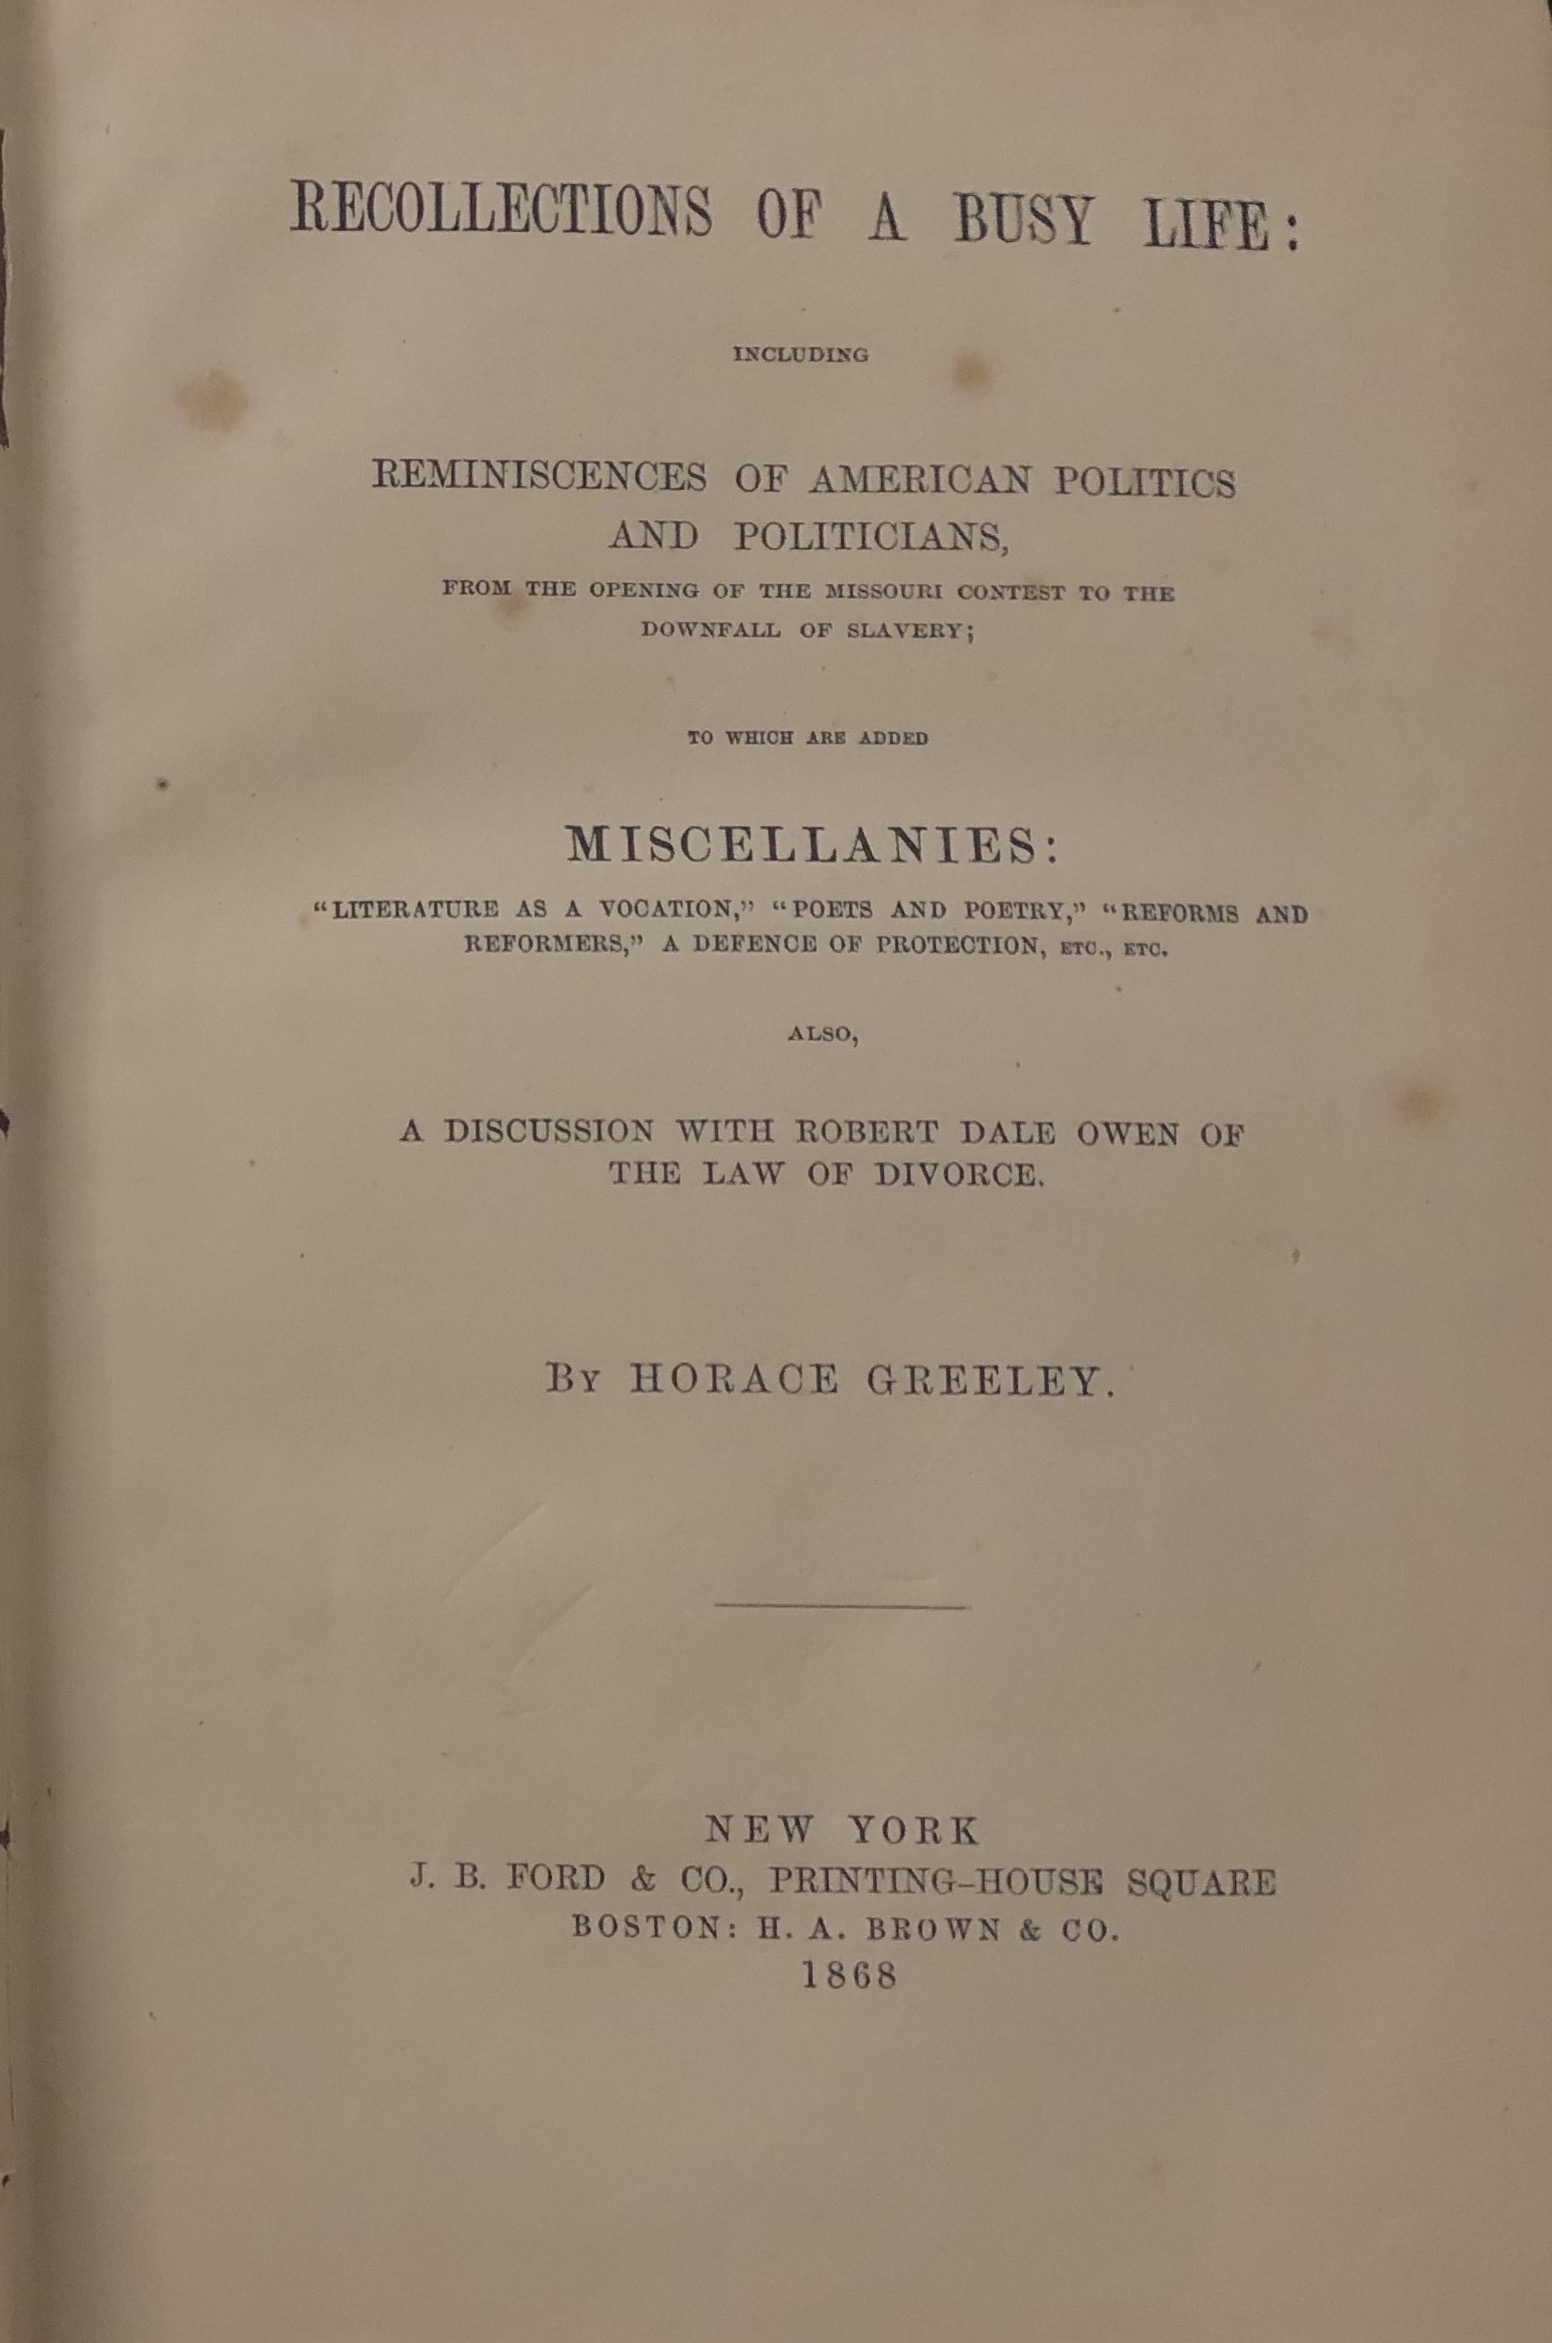 RECOLLECTIONS OF A BUSY LIFE:
INCLUDING
REMINISCENCES OF AMERICAN POLITICS
AND POLITICIANS,
FROM THE OPENING OF THE MISSOURI CONTEST TO THE
DOWNFALL OF SLAVERY;
TO WHICH ARE ADDED
MISCELLANIES:
“LITERATURE AS A VOCATION,” “POETS AND POETRY,” “REFORMS AND
REFORMERS,” A DEFENCE OF PROTECTION, ETC., ETC.
ALSO,
A DISCUSSION WITH ROBERT DALE OWEN OF
THE LAW OF DIVORCE.
BY HORACE GREELEY.
NEW YORK
J. B. FORD & CO., PRINTING-HOUSE SQUARE
BOSTON: H. A. BROWN & CO.
1868